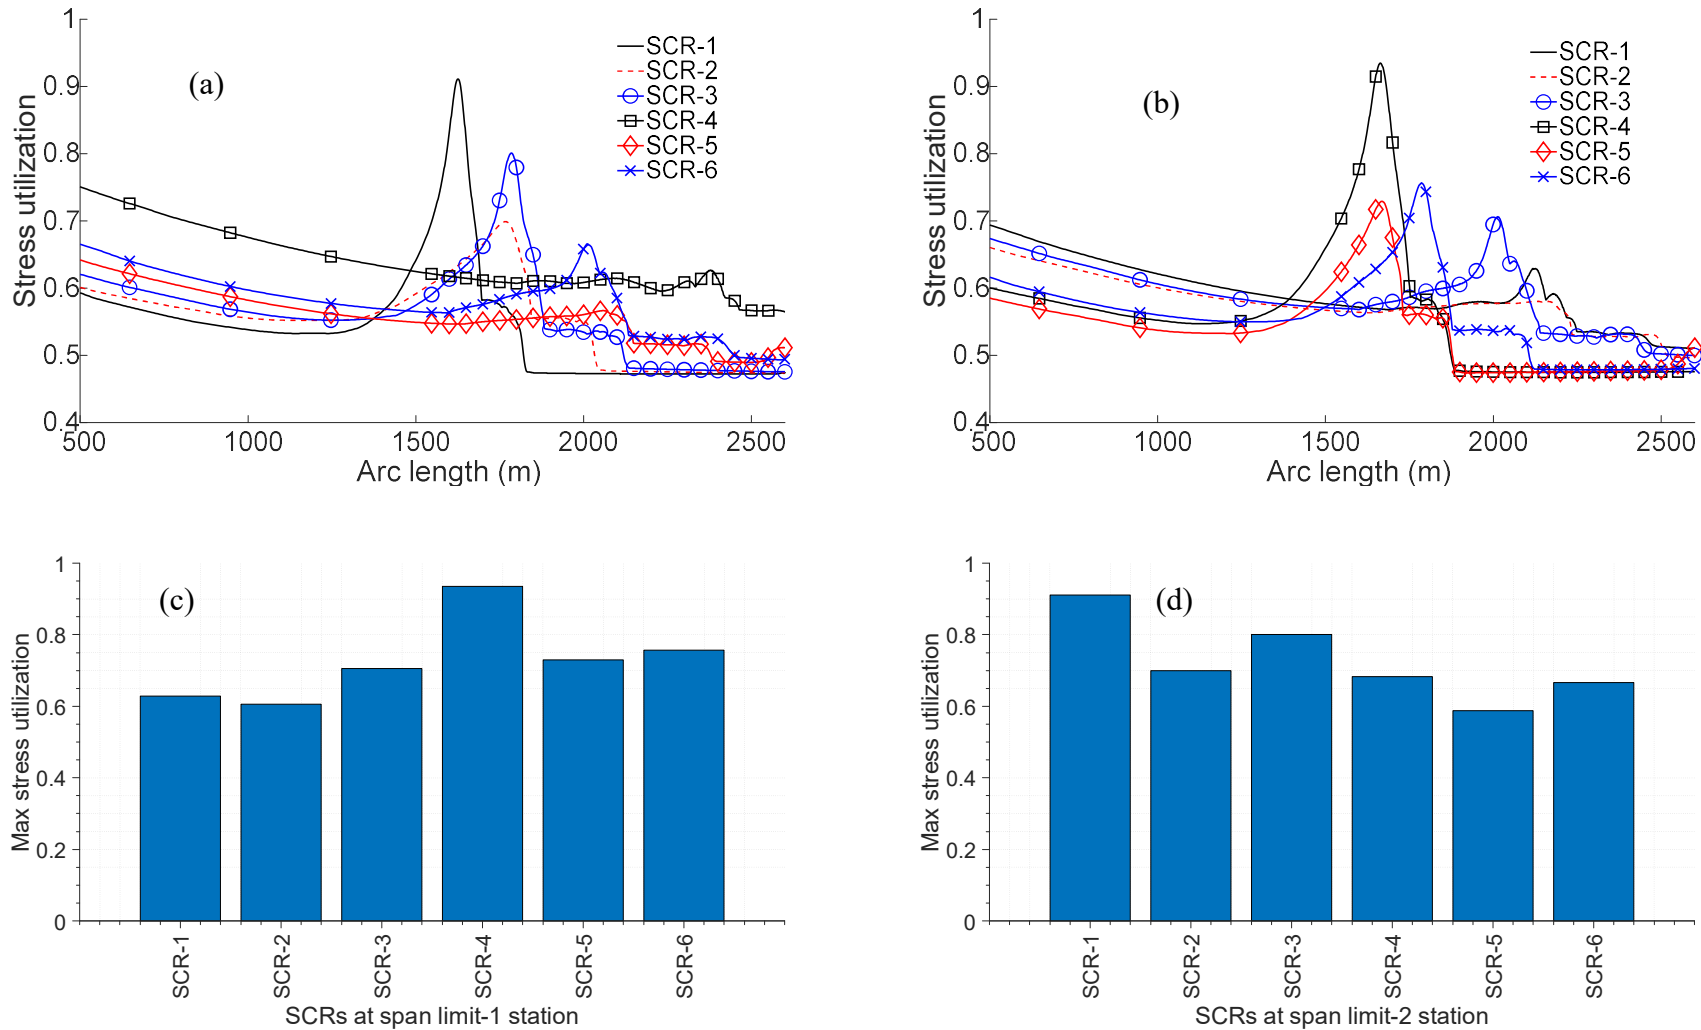 (a)
Stress utilization
1
0.9
0.8
0.7
0.6
0.5
0.4
500
1000
1500
2000
2500
Arc length (m)
SCR-1
SCR-2
SCR-3
SCR-4
SCR-5
SCR-6
(b)
Stress utilization
1
0.9
0.8
0.7
0.6
0.5
0.4
500
1000
1500
2000
2500
Arc length (m)
SCR-1
SCR-2
SCR-3
SCR-4
SCR-5
SCR-6
(c)
Max stress utilization
1
0.8
0.6
0.4
0.2
0
SCR-1
SCR-2
SCR-3
SCR-4
SCR-5
SCR-6
SCRs at span limit-1 station
(d)
Max stress utilization
1
0.8
0.6
0.4
0.2
0
SCR-1
SCR-2
SCR-3
SCR-4
SCR-5
SCR-6
SCRs at span limit-2 station